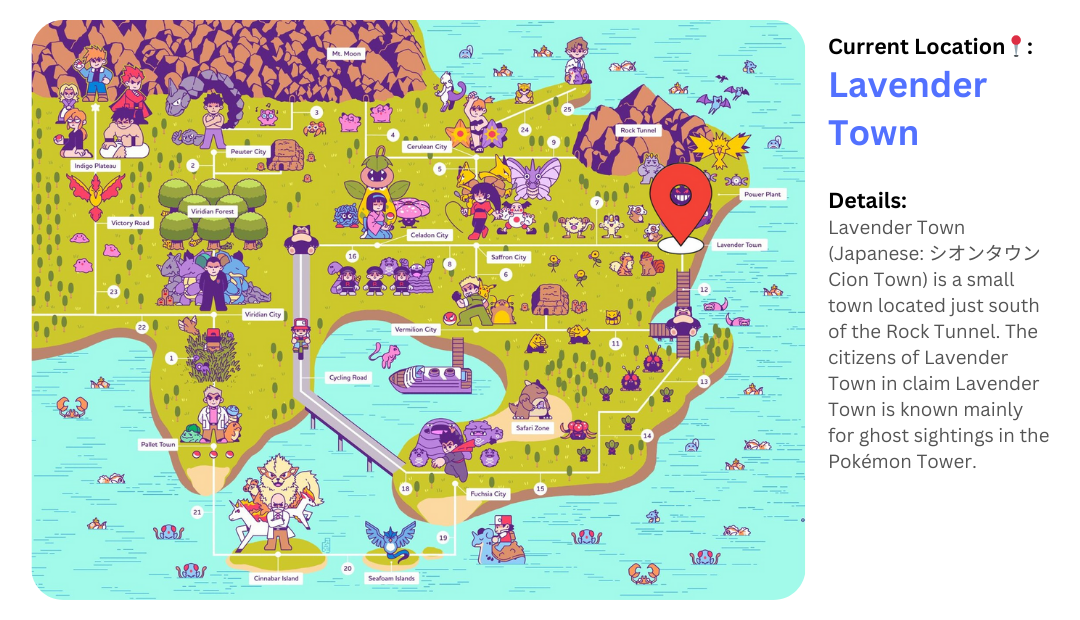 Mt. Moon
3
25
4
24
Rock Tunnel
Cerulean City
9
Pewter City
2
Indigo Plateau
5
Power Plant
7
Viridian Forest
Victory Road
Celadon City
Lavender Town
16
Saffron City
8
6
12
23
Viridian City
22
Vermilion City
11
1
Cycling Road
13
Safari Zone
14
Pallet Town
18
Fuchsia City
15
21
19
20
Cinnabar Island
Seafoam Islands
Current Location📍:
Lavender
Town
Details:
Lavender Town
(Japanese: シオンタウン
Cion Town) is a small
town located just south
of the Rock Tunnel. The
citizens of Lavender
Town in claim Lavender
Town is known mainly
for ghost sightings in the
Pokémon Tower.